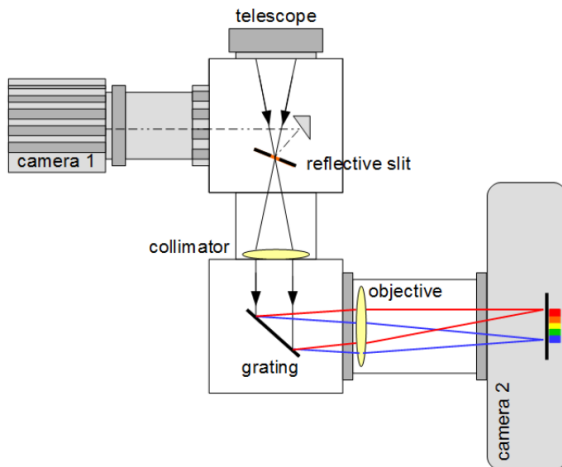 telescope
camera 1
reflective slit
collimator
objective
grating
camera 2